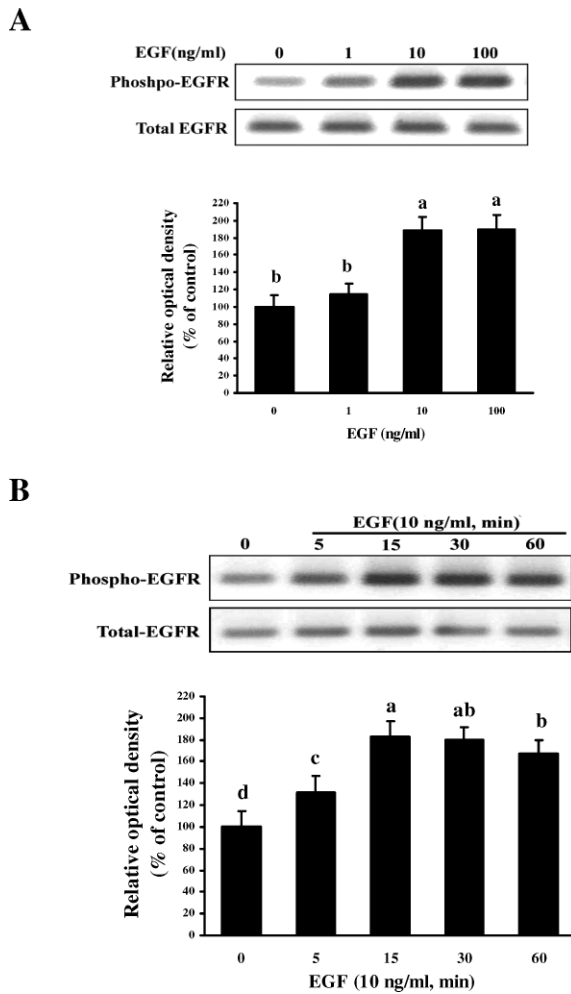 A
EGF(ng/ml) 0 1 10 100
Phoshpo-EGFR
Total EGFR
Relative optical density
(% of control)
220
200
180
160
140
120
100
80
60
40
20
0
b b a a
0 1 10 100
EGF (ng/ml)
B
EGF(10 ng/ml, min)
0 5 15 30 60
Phospho-EGFR
Total-EGFR
Relative optical density
(% of control)
220
200
180
160
140
120
100
80
60
40
20
0
d c a ab b
0 5 15 30 60
EGF (10 ng/ml, min)